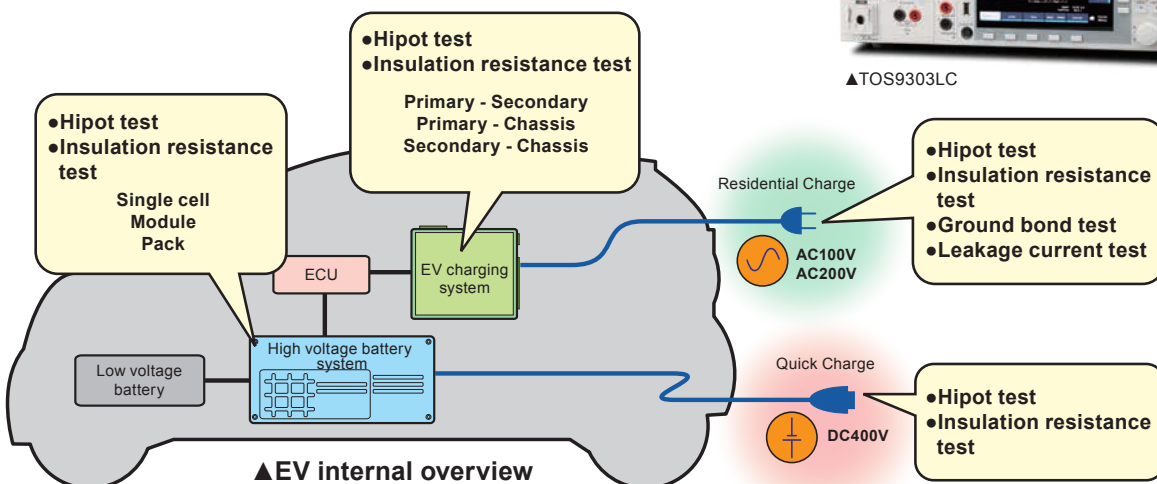 ●Hipot test
●Insulation resistance test
Primary - Secondary
Primary - Chassis
Secondary - Chassis
▲TOS9303LC
●Hipot test
●Insulation resistance
test
Single cell
Module
Pack
Residential Charge
AC100V
AC200V
●Hipot test
●Insulation resistance
test
●Ground bond test
●Leakage current test
ECU
EV charging
system
High voltage battery
system
Low voltage
battery
Quick Charge
DC400V
●Hipot test
●Insulation resistance
test
▲EV internal overview